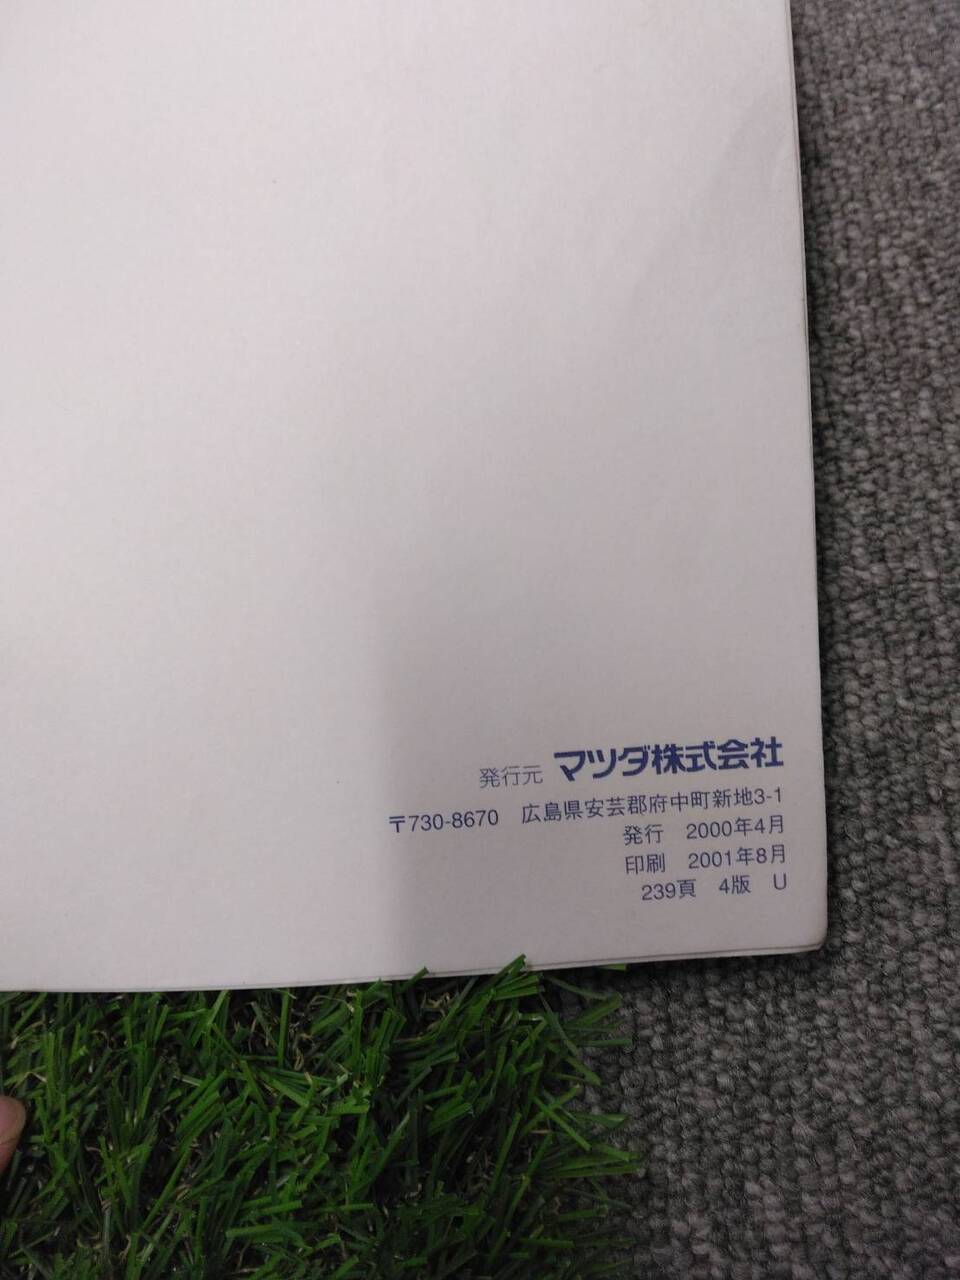 発行元 マツダ株式会社
〒730-8670 広島県安芸郡府中町新地3-1
発行 2000年4月
印刷 2001年8月
239頁 4版 U